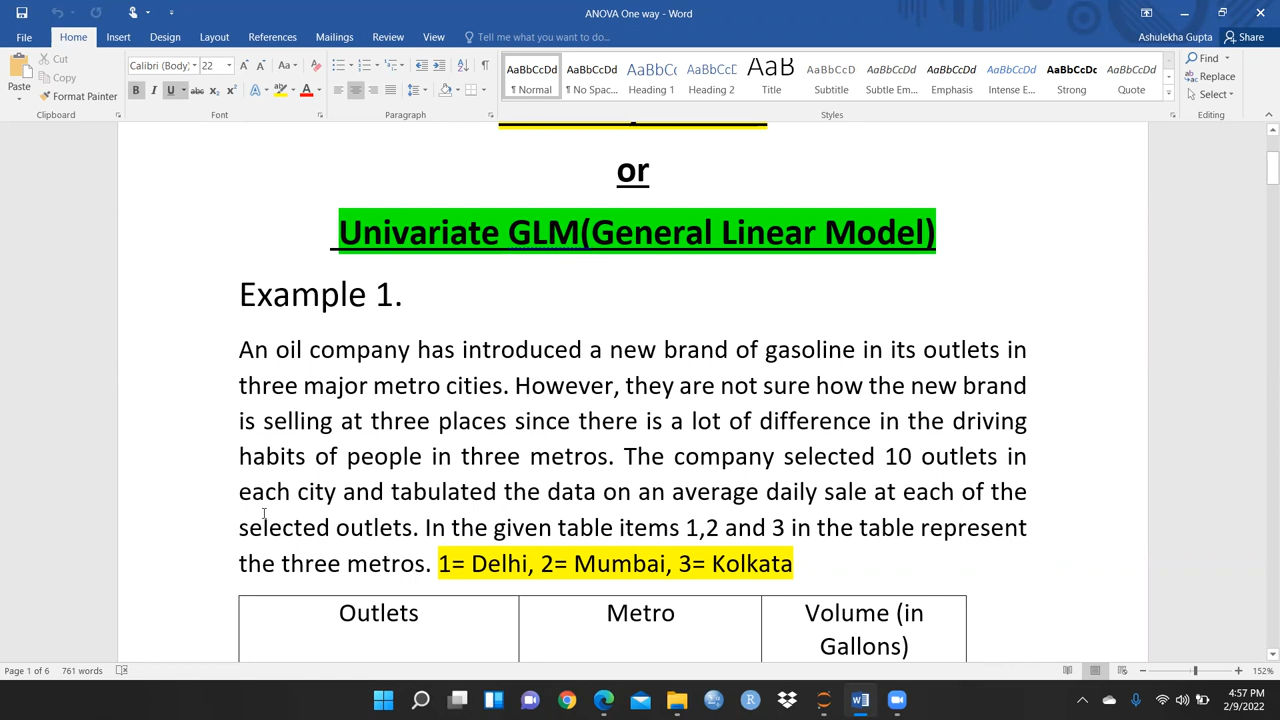 ANOVA One way - Word
File Home Insert Design Layout References Mailings Review View Tell me what you want to do... Ashulekha Gupta Share
Paste Cut Copy Format Painter
Calibri (Body) 22
AaBbCcDd AaBbCcDd AaBbCc AaBbCcD AaB AaBbCcDd AaBbCcDd AaBbCcDd AaBbCcDd AaBbCcDc AaBbCcDd
¶ Normal ¶ No Spac... Heading 1 Heading 2 Title Subtitle Subtle Em... Emphasis Intense E... Strong Quote
Find Replace Select
Clipboard Font Paragraph Styles Editing
or
Univariate GLM(General Linear Model)
Example 1.
An oil company has introduced a new brand of gasoline in its outlets in
three major metro cities. However, they are not sure how the new brand
is selling at three places since there is a lot of difference in the driving
habits of people in three metros. The company selected 10 outlets in
each city and tabulated the data on an average daily sale at each of the
selected outlets. In the given table items 1,2 and 3 in the table represent
the three metros. 1= Delhi, 2= Mumbai, 3= Kolkata
Outlets Metro Volume (in
Gallons)
Page 1 of 6 761 words 152%
4:57 PM
2/9/2022